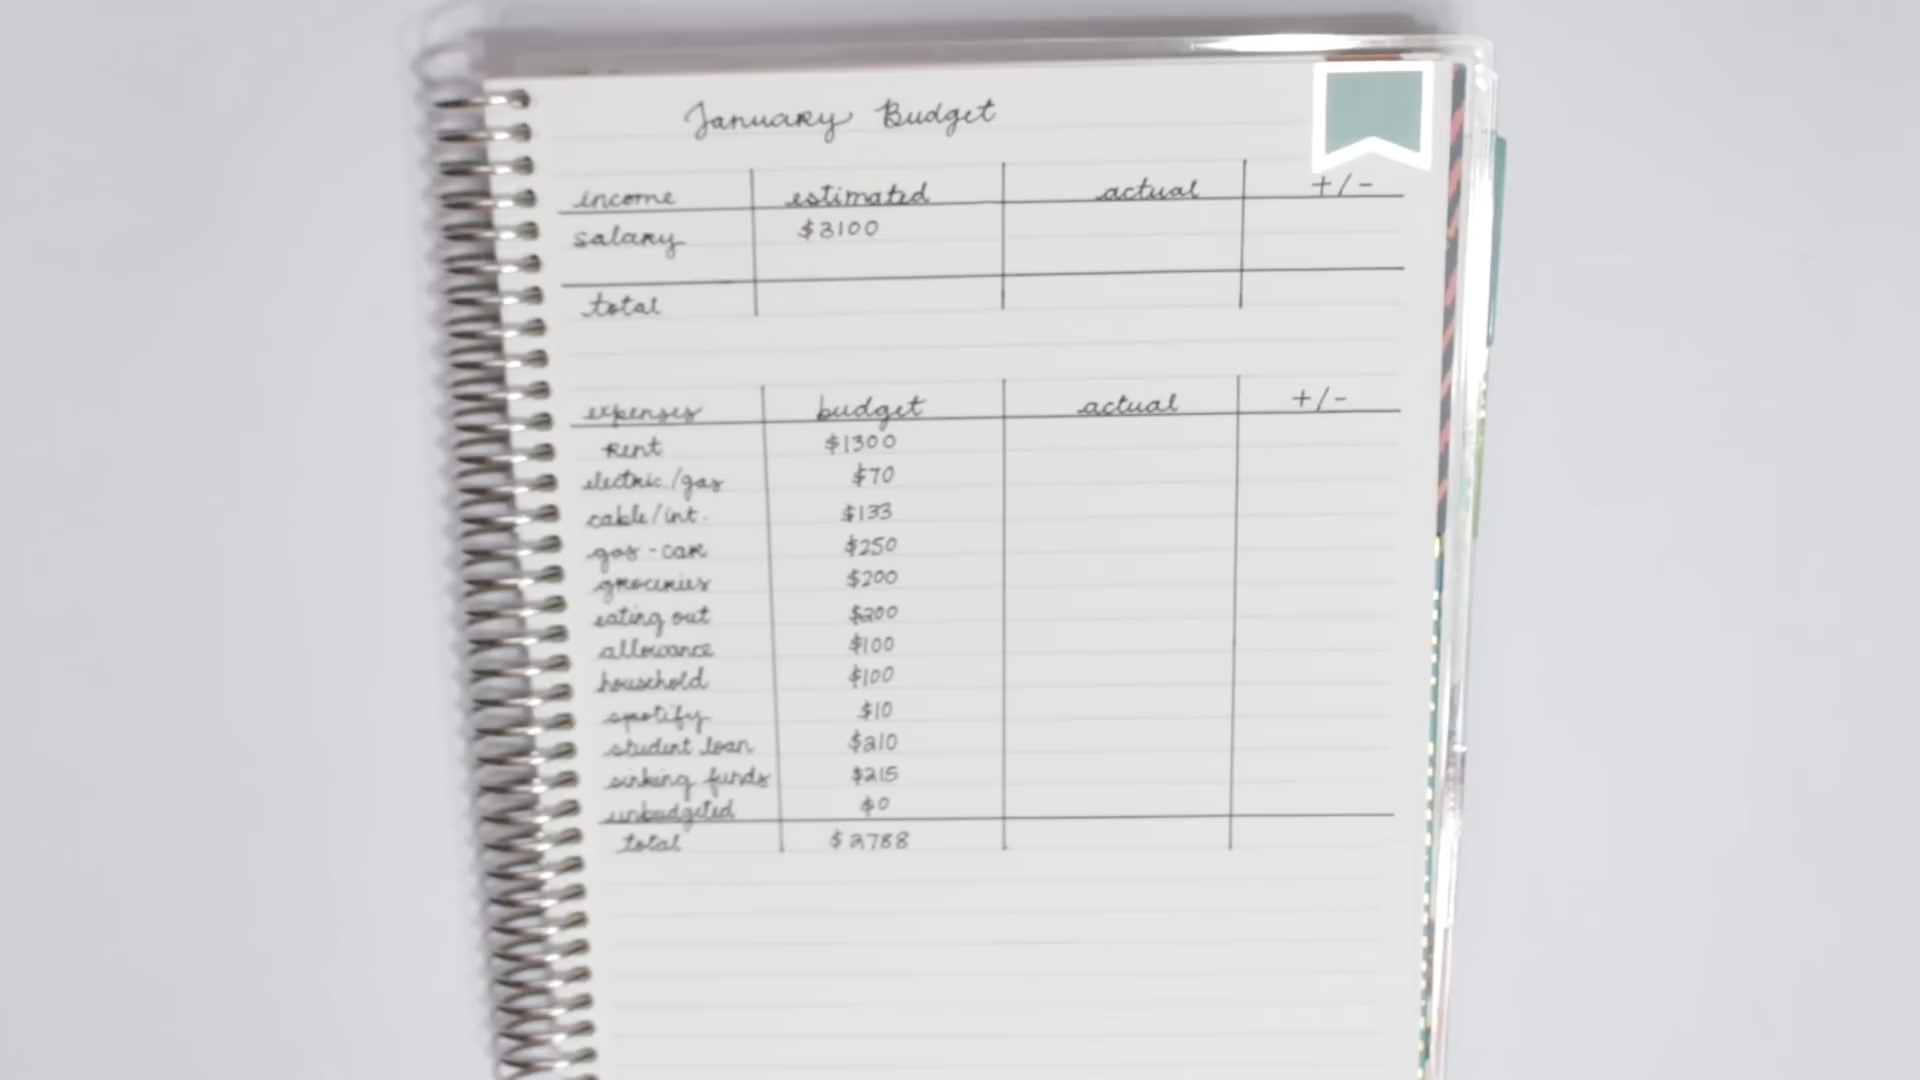 January Budget
income estimated actual +/-
salary $3100
total
expenses budget actual +/-
Rent $1300
electric/gas $70
cable/int. $133
gas - car $250
groceries $200
eating out $200
allowance $100
household $100
spotify $10
student loan $210
sinking funds $215
unbudgeted $0
total $2788